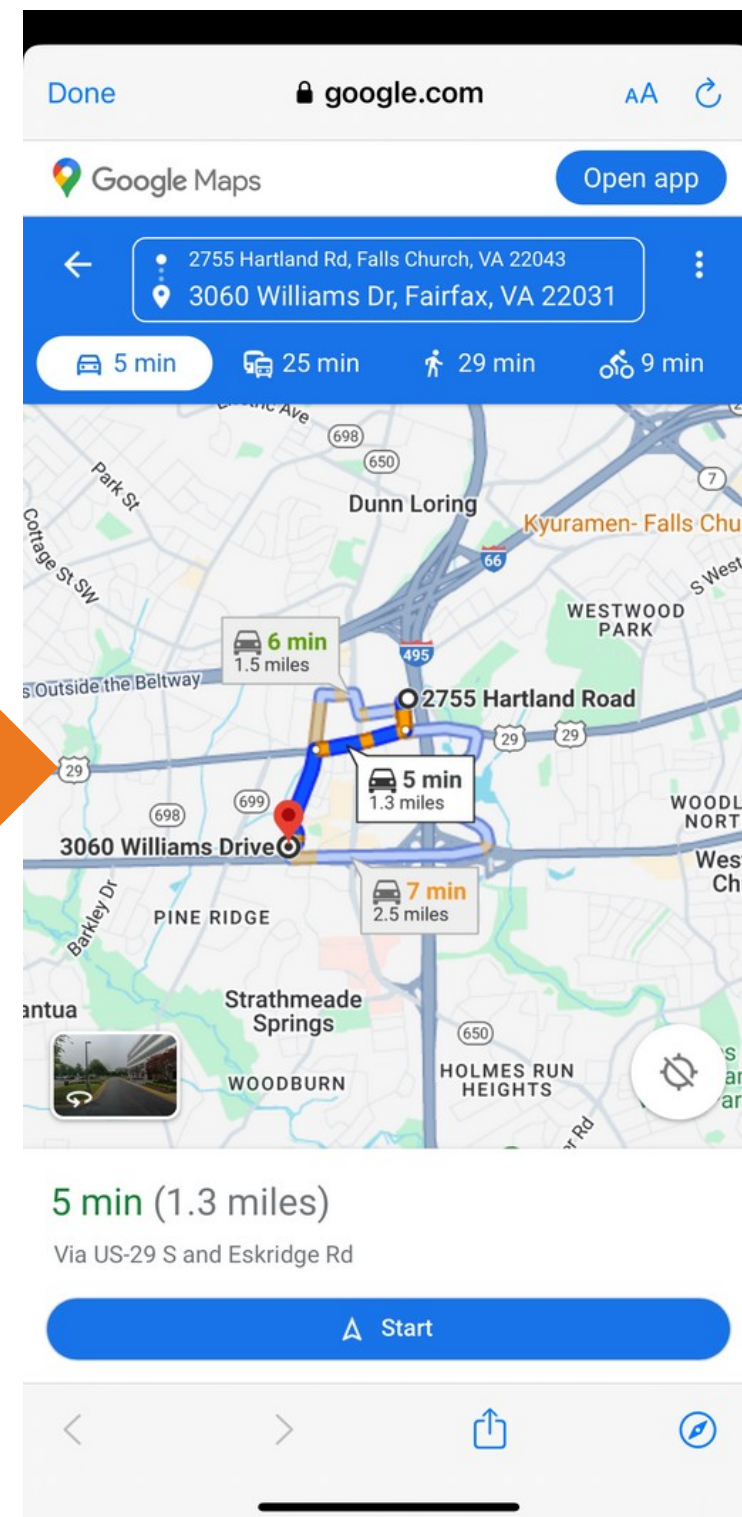 Done
google.com
AA
Google Maps
Open app
2755 Hartland Rd, Falls Church, VA 22043
3060 Williams Dr, Fairfax, VA 22031
5 min
25 min
29 min
9 min
Electric Ave
698
650
7
Park St
Dunn Loring
Kyuramen- Falls Chu
Cottage St SW
66
S West
WESTWOOD
PARK
6 min
1.5 miles
495
s Outside the Beltway
2755 Hartland Road
29
29
29
5 min
1.3 miles
698
699
WOODL
NORT
3060 Williams Drive
Wes
Ch
7 min
2.5 miles
Barkley Dr
PINE RIDGE
antua
Strathmeade
Springs
650
WOODBURN
HOLMES RUN
HEIGHTS
5 min (1.3 miles)
Via US-29 S and Eskridge Rd
Start